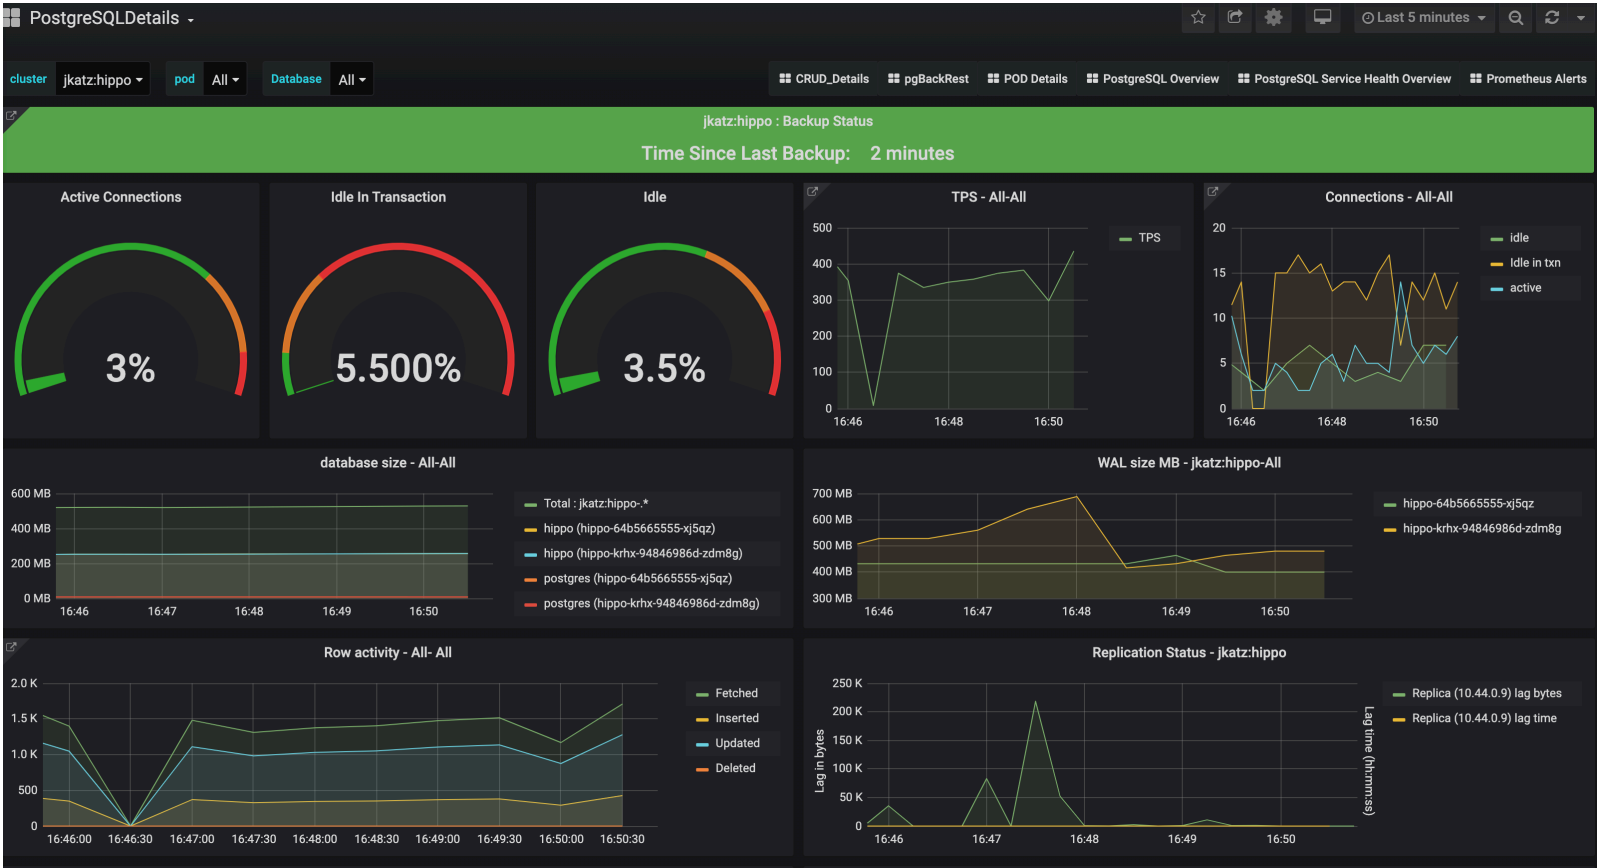 PostgreSQLDetails
Last 5 minutes
cluster jkatz:hippo pod All Database All
CRUD_Details pgBackRest POD Details PostgreSQL Overview PostgreSQL Service Health Overview Prometheus Alerts
jkatz:hippo : Backup Status
Time Since Last Backup: 2 minutes
Active Connections
3%
Idle In Transaction
5.500%
Idle
3.5%
TPS - All-All
500
400
300
200
100
0
16:46 16:48 16:50
TPS
Connections - All-All
20
15
10
5
0
16:46 16:48 16:50
idle
Idle in txn
active
database size - All-All
600 MB
400 MB
200 MB
0 MB
16:46 16:47 16:48 16:49 16:50
Total : jkatz:hippo-.*
hippo (hippo-64b5665555-xj5qz)
hippo (hippo-krhx-94846986d-zdm8g)
postgres (hippo-64b5665555-xj5qz)
postgres (hippo-krhx-94846986d-zdm8g)
WAL size MB - jkatz:hippo-All
700 MB
600 MB
500 MB
400 MB
300 MB
16:46 16:47 16:48 16:49 16:50
hippo-64b5665555-xj5qz
hippo-krhx-94846986d-zdm8g
Row activity - All- All
2.0 K
1.5 K
1.0 K
500
0
16:46:00 16:46:30 16:47:00 16:47:30 16:48:00 16:48:30 16:49:00 16:49:30 16:50:00 16:50:30
Fetched
Inserted
Updated
Deleted
Replication Status - jkatz:hippo
Lag in bytes
250 K
200 K
150 K
100 K
50 K
0
16:46 16:47 16:48 16:49 16:50
Lag time (hh:mm:ss)
Replica (10.44.0.9) lag bytes
Replica (10.44.0.9) lag time